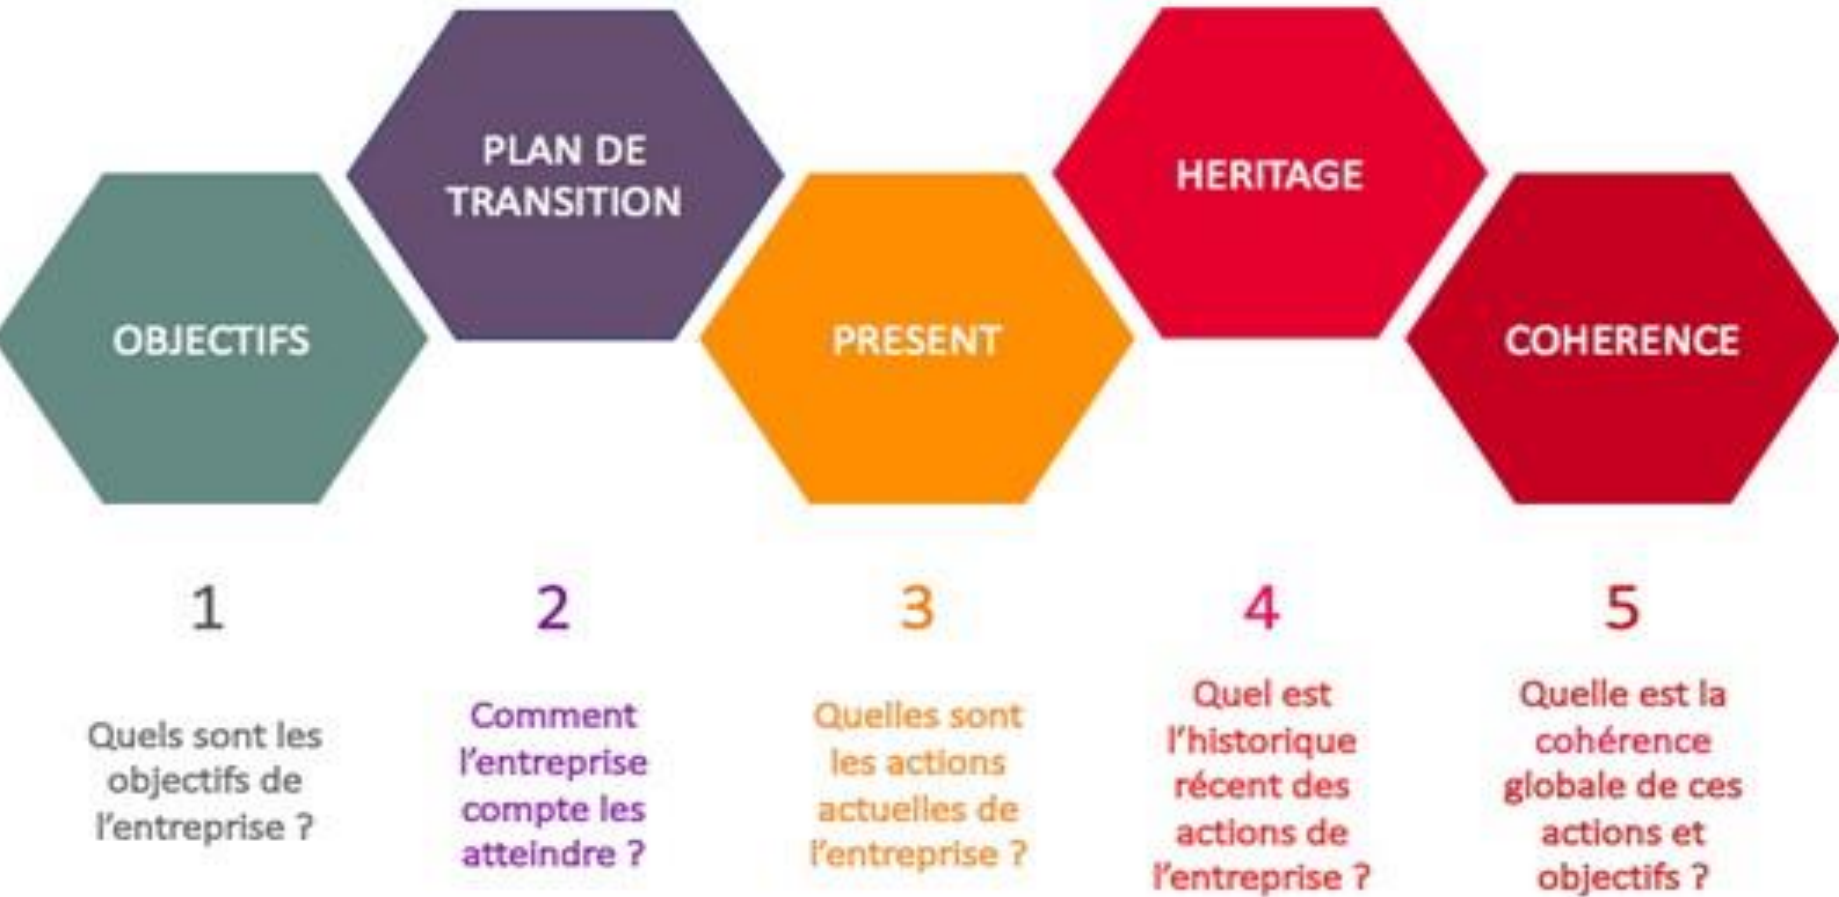 OBJECTIFS
PLAN DE
TRANSITION
PRESENT
HERITAGE
COHERENCE
1
Quels sont les
objectifs de
l'entreprise ?
2
Comment
l'entreprise
compte les
atteindre ?
3
Quelles sont
les actions
actuelles de
l'entreprise ?
4
Quel est
l'historique
récent des
actions de
l'entreprise ?
5
Quelle est la
cohérence
globale de ces
actions et
objectifs ?